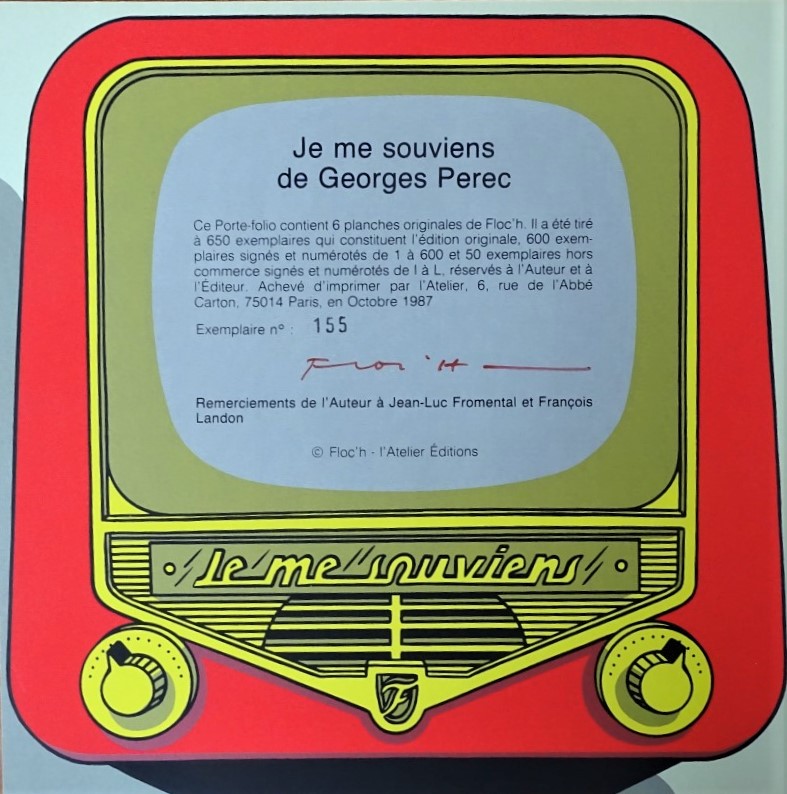 Je me souviens
de Georges Perec
Ce Porte-folio contient 6 planches originales de Floc'h. Il a été tiré
à 650 exemplaires qui constituent l'édition originale, 600 exem-
plaires signés et numérotés de 1 à 600 et 50 exemplaires hors
commerce signés et numérotés de I à L, réservés à l'Auteur et à
l'Éditeur. Achevé d'imprimer par l'Atelier, 6, rue de l'Abbé
Carton, 75014 Paris, en Octobre 1987
Exemplaire nº : 155
Floc'H
Remerciements de l'Auteur à Jean-Luc Fromental et François
Landon
© Floc'h - l'Atelier Éditions
Je me souviens
F